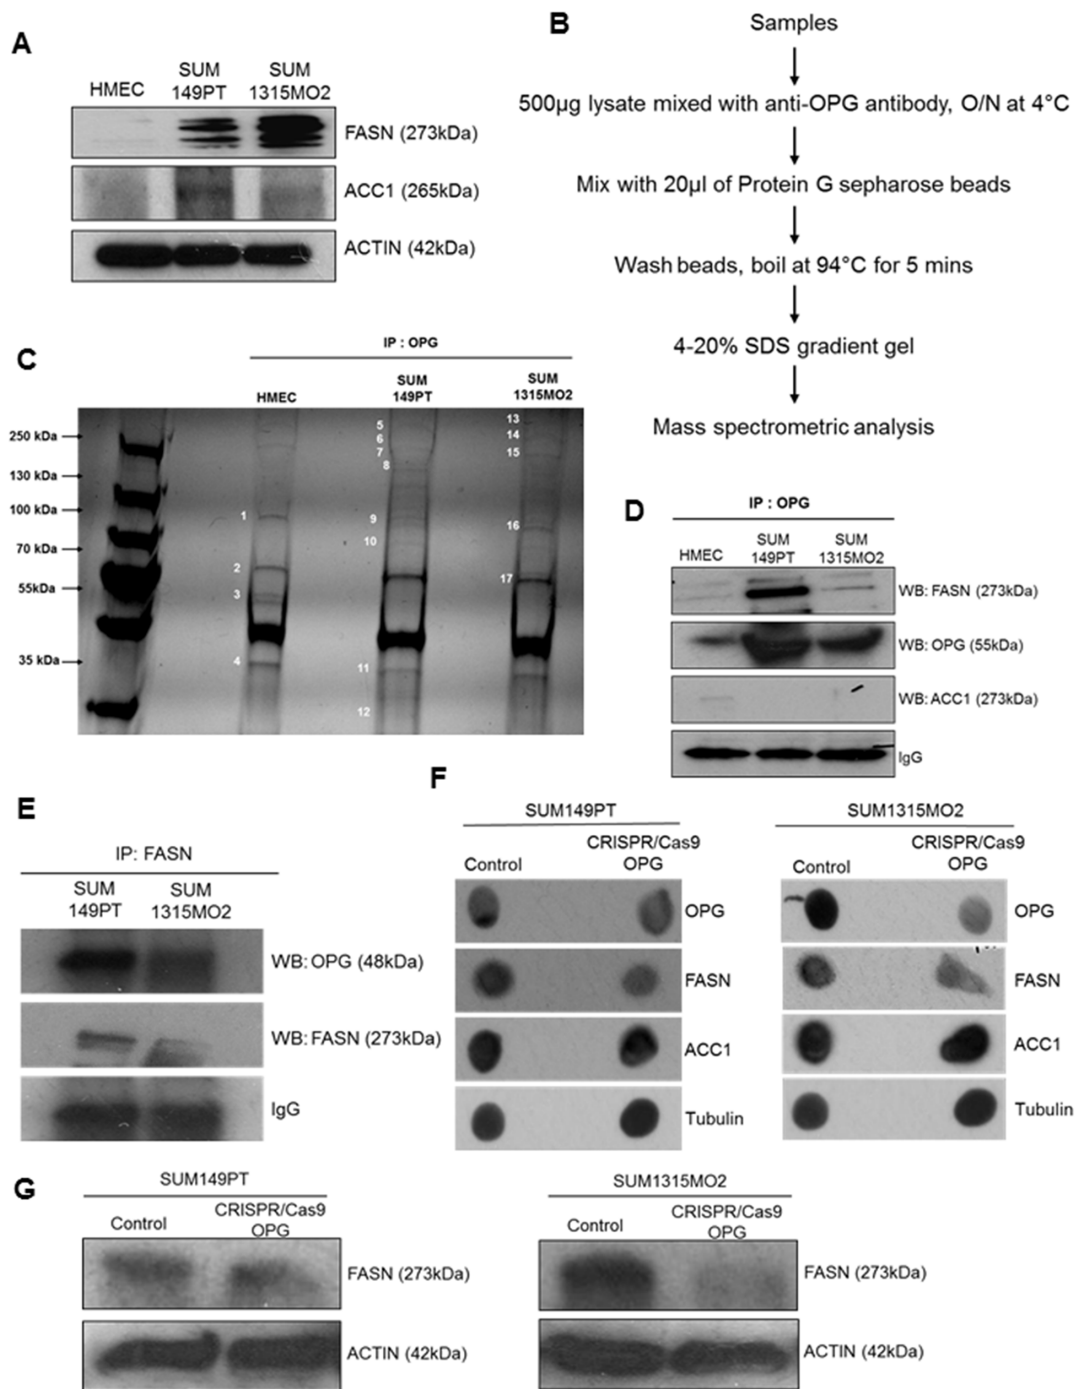 A
HMEC
SUM
149PT
SUM
1315MO2
FASN (273kDa)
ACC1 (265kDa)
ACTIN (42kDa)
B
Samples
500µg lysate mixed with anti-OPG antibody, O/N at 4°C
Mix with 20µl of Protein G sepharose beads
Wash beads, boil at 94°C for 5 mins
4-20% SDS gradient gel
Mass spectrometric analysis
C
IP : OPG
HMEC
SUM
149PT
SUM
1315MO2
250 kDa
130 kDa
100 kDa
70 kDa
55kDa
35 kDa
1
2
3
4
5
6
7
8
9
10
11
12
13
14
15
16
17
D
IP : OPG
HMEC
SUM
149PT
SUM
1315MO2
WB: FASN (273kDa)
WB: OPG (55kDa)
WB: ACC1 (273kDa)
IgG
E
IP: FASN
SUM
149PT
SUM
1315MO2
WB: OPG (48kDa)
WB: FASN (273kDa)
IgG
F
SUM149PT
Control
CRISPR/Cas9
OPG
OPG
FASN
ACC1
Tubulin
SUM1315MO2
Control
CRISPR/Cas9
OPG
OPG
FASN
ACC1
Tubulin
G
SUM149PT
Control
CRISPR/Cas9
OPG
FASN (273kDa)
ACTIN (42kDa)
SUM1315MO2
Control
CRISPR/Cas9
OPG
FASN (273kDa)
ACTIN (42kDa)